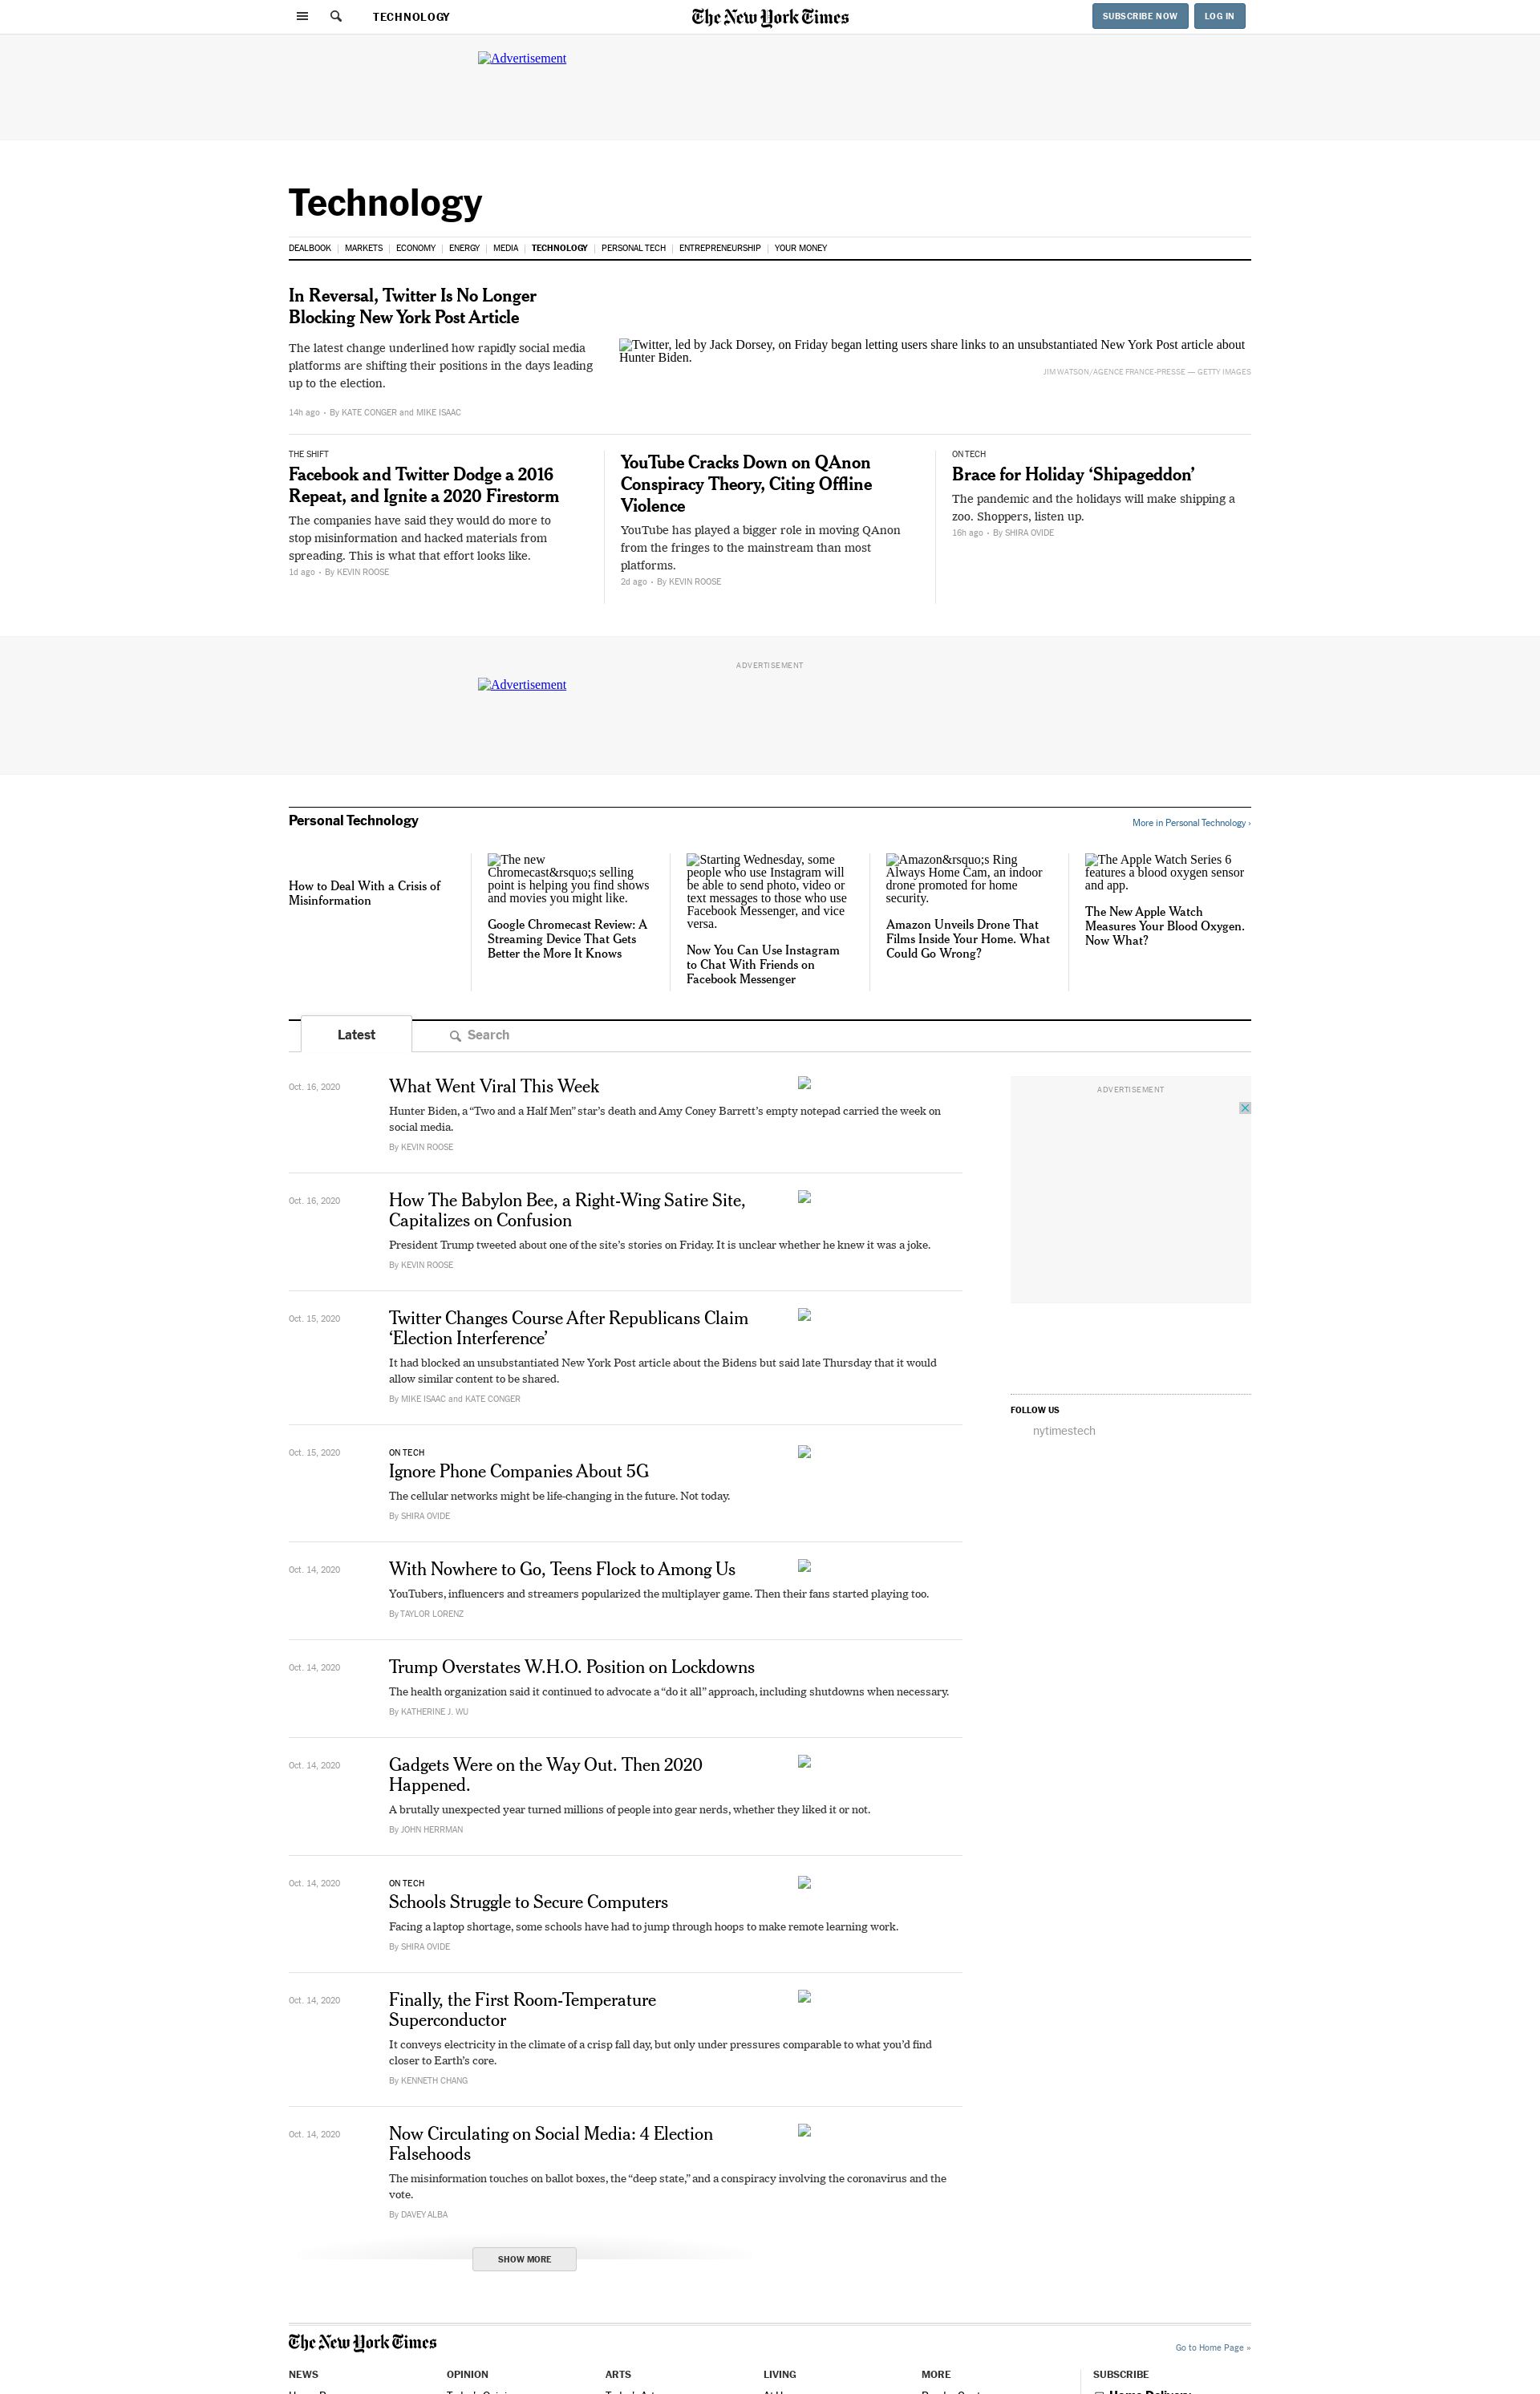 TECHNOLOGY
The New York Times
SUBSCRIBE NOW
LOG IN
Advertisement
Technology
DEALBOOK | MARKETS | ECONOMY | ENERGY | MEDIA | TECHNOLOGY | PERSONAL TECH | ENTREPRENEURSHIP | YOUR MONEY
In Reversal, Twitter Is No Longer
Blocking New York Post Article
The latest change underlined how rapidly social media
platforms are shifting their positions in the days leading
up to the election.
14h ago • By KATE CONGER and MIKE ISAAC
Twitter, led by Jack Dorsey, on Friday began letting users share links to an unsubstantiated New York Post article about
Hunter Biden.
JIM WATSON/AGENCE FRANCE-PRESSE — GETTY IMAGES
THE SHIFT
Facebook and Twitter Dodge a 2016
Repeat, and Ignite a 2020 Firestorm
The companies have said they would do more to
stop misinformation and hacked materials from
spreading. This is what that effort looks like.
1d ago • By KEVIN ROOSE
YouTube Cracks Down on QAnon
Conspiracy Theory, Citing Offline
Violence
YouTube has played a bigger role in moving QAnon
from the fringes to the mainstream than most
platforms.
2d ago • By KEVIN ROOSE
ON TECH
Brace for Holiday ‘Shipageddon’
The pandemic and the holidays will make shipping a
zoo. Shoppers, listen up.
16h ago • By SHIRA OVIDE
ADVERTISEMENT
Advertisement
Personal Technology
More in Personal Technology ›
How to Deal With a Crisis of
Misinformation
The new
Chromecast&rsquo;s selling
point is helping you find shows
and movies you might like.
Google Chromecast Review: A
Streaming Device That Gets
Better the More It Knows
Starting Wednesday, some
people who use Instagram will
be able to send photo, video or
text messages to those who use
Facebook Messenger, and vice
versa.
Now You Can Use Instagram
to Chat With Friends on
Facebook Messenger
Amazon&rsquo;s Ring
Always Home Cam, an indoor
drone promoted for home
security.
Amazon Unveils Drone That
Films Inside Your Home. What
Could Go Wrong?
The Apple Watch Series 6
features a blood oxygen sensor
and app.
The New Apple Watch
Measures Your Blood Oxygen.
Now What?
Latest
Search
Oct. 16, 2020
What Went Viral This Week
Hunter Biden, a “Two and a Half Men” star’s death and Amy Coney Barrett’s empty notepad carried the week on
social media.
By KEVIN ROOSE
ADVERTISEMENT
Oct. 16, 2020
How The Babylon Bee, a Right-Wing Satire Site,
Capitalizes on Confusion
President Trump tweeted about one of the site’s stories on Friday. It is unclear whether he knew it was a joke.
By KEVIN ROOSE
Oct. 15, 2020
Twitter Changes Course After Republicans Claim
‘Election Interference’
It had blocked an unsubstantiated New York Post article about the Bidens but said late Thursday that it would
allow similar content to be shared.
By MIKE ISAAC and KATE CONGER
FOLLOW US
nytimestech
Oct. 15, 2020
ON TECH
Ignore Phone Companies About 5G
The cellular networks might be life-changing in the future. Not today.
By SHIRA OVIDE
Oct. 14, 2020
With Nowhere to Go, Teens Flock to Among Us
YouTubers, influencers and streamers popularized the multiplayer game. Then their fans started playing too.
By TAYLOR LORENZ
Oct. 14, 2020
Trump Overstates W.H.O. Position on Lockdowns
The health organization said it continued to advocate a “do it all” approach, including shutdowns when necessary.
By KATHERINE J. WU
Oct. 14, 2020
Gadgets Were on the Way Out. Then 2020
Happened.
A brutally unexpected year turned millions of people into gear nerds, whether they liked it or not.
By JOHN HERRMAN
Oct. 14, 2020
ON TECH
Schools Struggle to Secure Computers
Facing a laptop shortage, some schools have had to jump through hoops to make remote learning work.
By SHIRA OVIDE
Oct. 14, 2020
Finally, the First Room-Temperature
Superconductor
It conveys electricity in the climate of a crisp fall day, but only under pressures comparable to what you’d find
closer to Earth’s core.
By KENNETH CHANG
Oct. 14, 2020
Now Circulating on Social Media: 4 Election
Falsehoods
The misinformation touches on ballot boxes, the “deep state,” and a conspiracy involving the coronavirus and the
vote.
By DAVEY ALBA
SHOW MORE
The New York Times
Go to Home Page »
NEWS
OPINION
ARTS
LIVING
MORE
SUBSCRIBE
Home Delivery